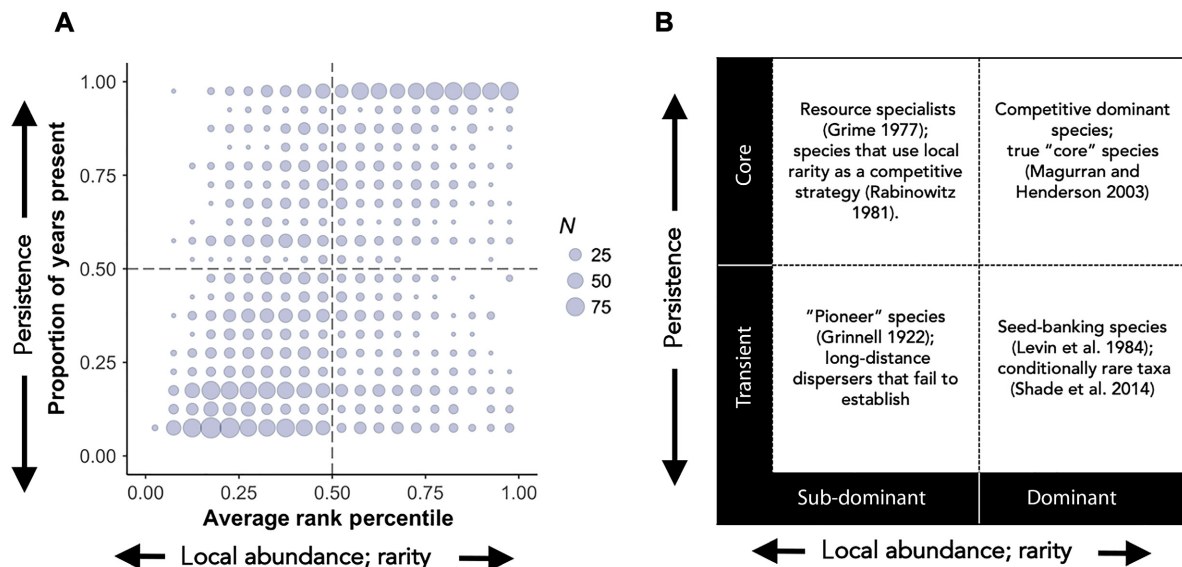 A
Persistence
Proportion of years present
1.00
0.75
0.50
0.25
0.00
0.00 0.25 0.50 0.75 1.00
Average rank percentile
Local abundance; rarity
N
25
50
75
B
Persistence
Core
Transient
Resource specialists
(Grime 1977);
species that use local
rarity as a competitive
strategy (Rabinowitz
1981).
Competitive dominant
species;
true “core” species
(Magurran and
Henderson 2003)
“Pioneer” species
(Grinnell 1922);
long-distance
dispersers that fail to
establish
Seed-banking species
(Levin et al. 1984);
conditionally rare taxa
(Shade et al. 2014)
Sub-dominant
Dominant
Local abundance; rarity